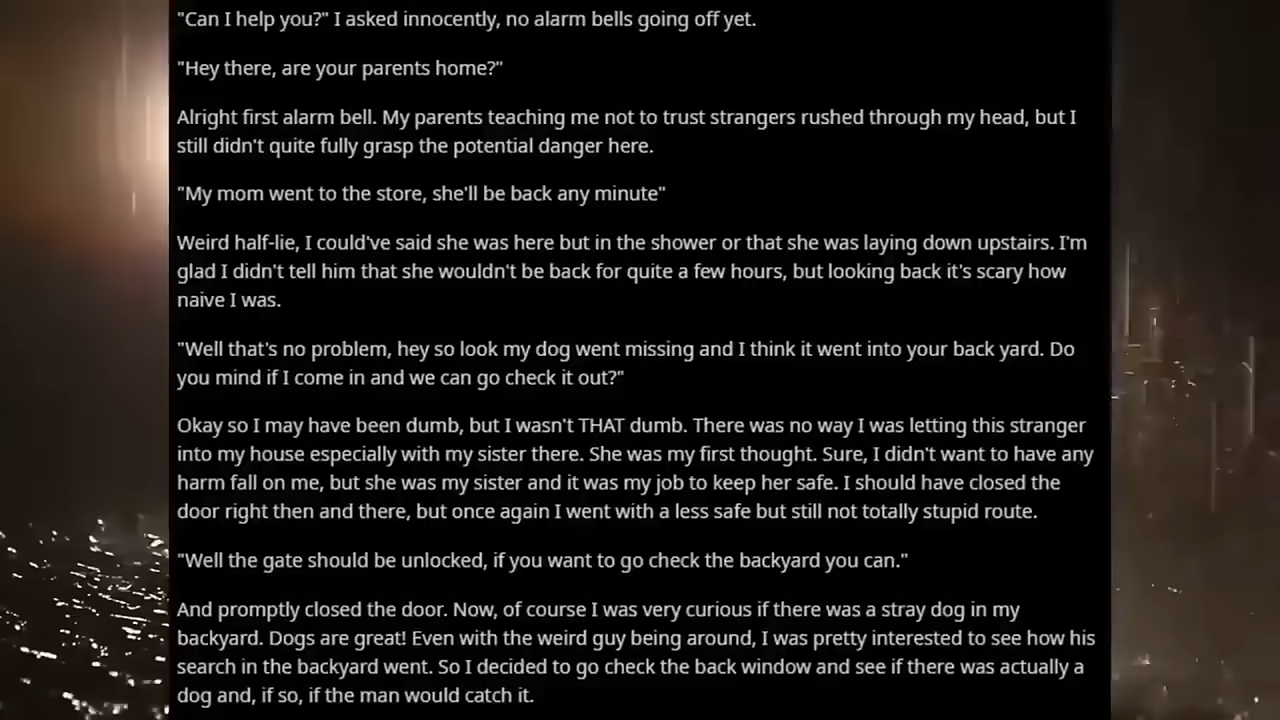 "Can I help you?" I asked innocently, no alarm bells going off yet.
"Hey there, are your parents home?"
Alright first alarm bell. My parents teaching me not to trust strangers rushed through my head, but I
still didn't quite fully grasp the potential danger here.
"My mom went to the store, she'll be back any minute"
Weird half-lie, I could've said she was here but in the shower or that she was laying down upstairs. I'm
glad I didn't tell him that she wouldn't be back for quite a few hours, but looking back it's scary how
naive I was.
"Well that's no problem, hey so look my dog went missing and I think it went into your back yard. Do
you mind if I come in and we can go check it out?"
Okay so I may have been dumb, but I wasn't THAT dumb. There was no way I was letting this stranger
into my house especially with my sister there. She was my first thought. Sure, I didn't want to have any
harm fall on me, but she was my sister and it was my job to keep her safe. I should have closed the
door right then and there, but once again I went with a less safe but still not totally stupid route.
"Well the gate should be unlocked, if you want to go check the backyard you can."
And promptly closed the door. Now, of course I was very curious if there was a stray dog in my
backyard. Dogs are great! Even with the weird guy being around, I was pretty interested to see how his
search in the backyard went. So I decided to go check the back window and see if there was actually a
dog and, if so, if the man would catch it.